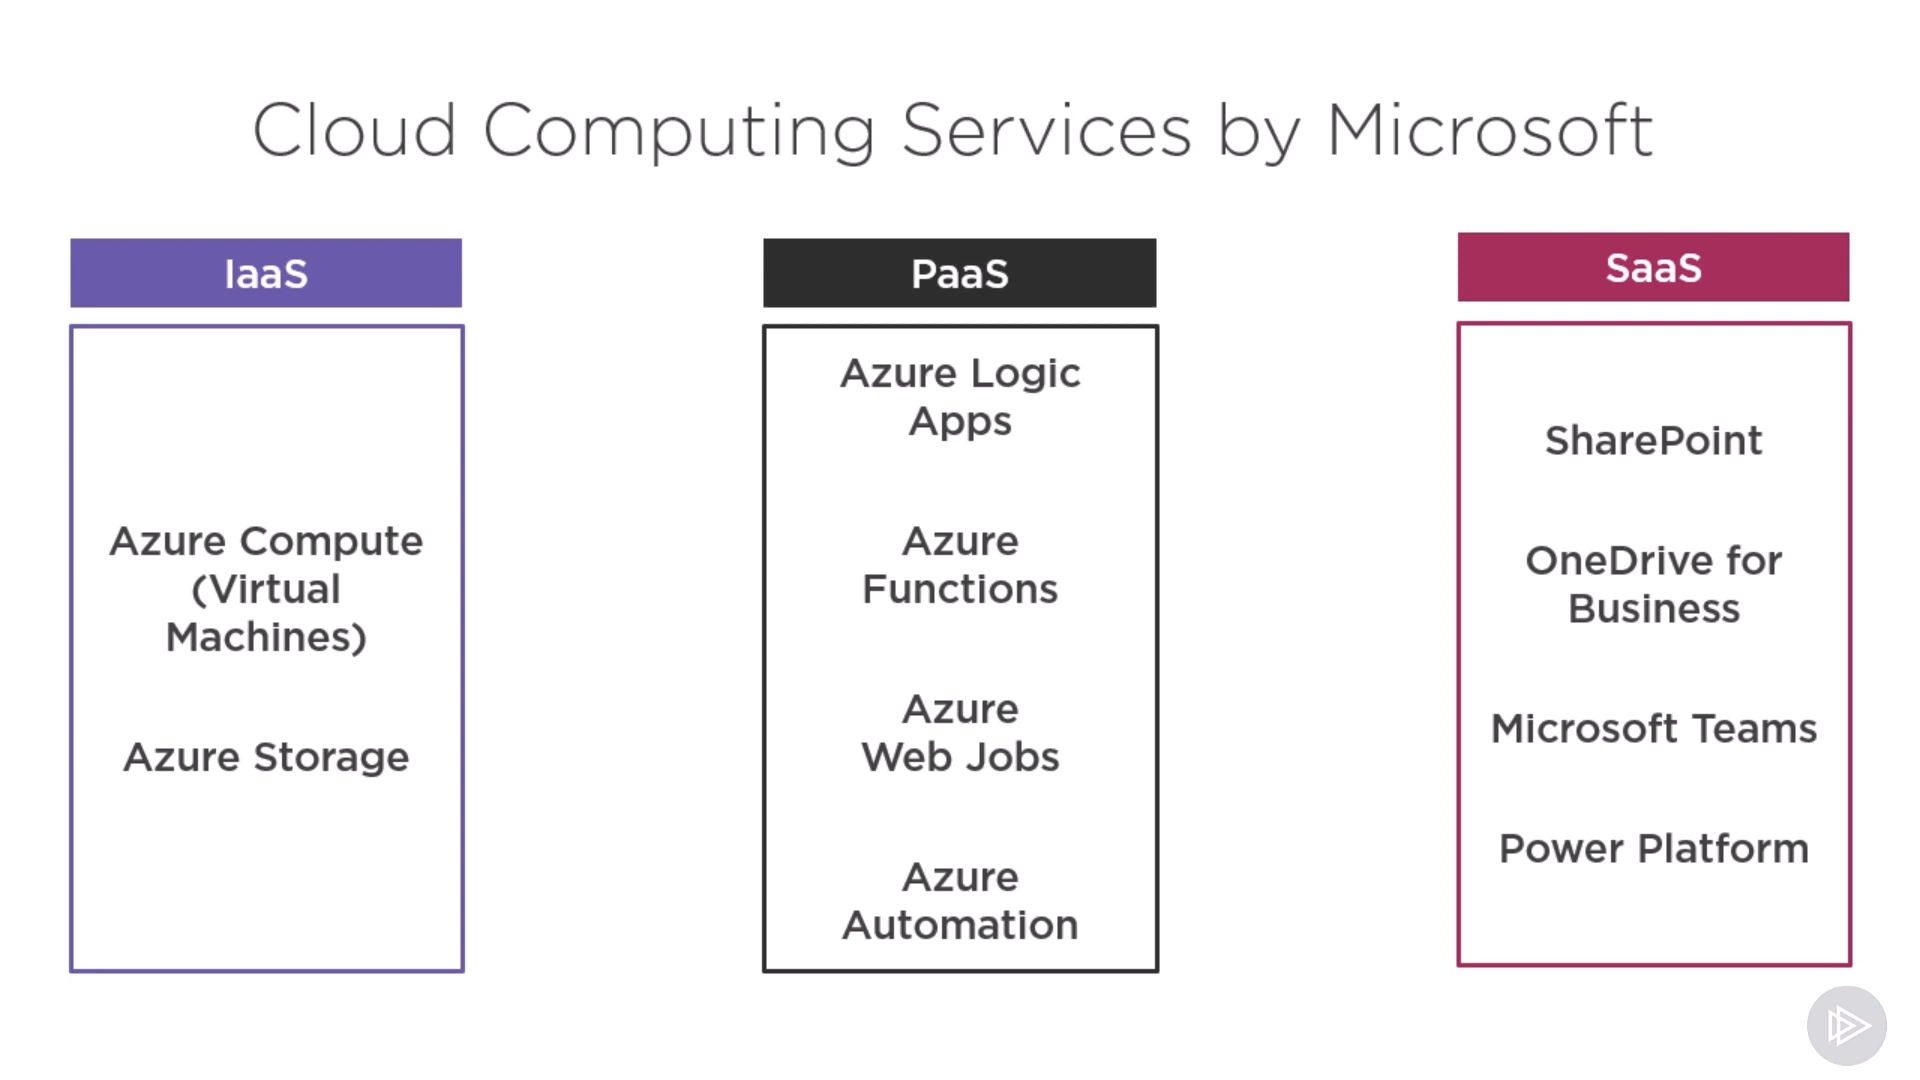 Cloud Computing Services by Microsoft
IaaS
Azure Compute
(Virtual
Machines)
Azure Storage
PaaS
Azure Logic
Apps
Azure
Functions
Azure
Web Jobs
Azure
Automation
SaaS
SharePoint
OneDrive for
Business
Microsoft Teams
Power Platform